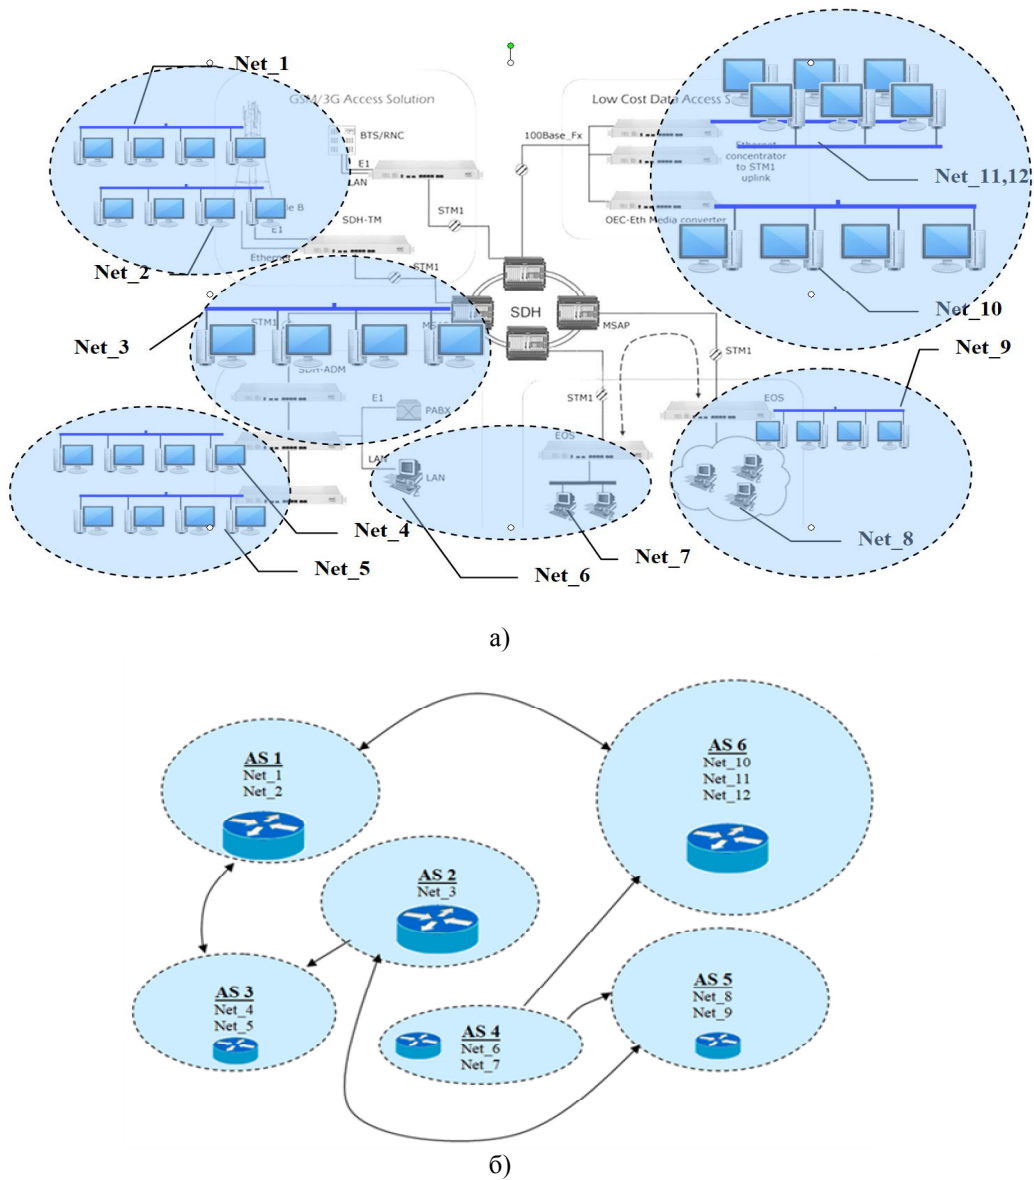 Net_1
GSM/3G Access Solution
BTS/RNC
E1
LAN
STM1
SDH-TM
E1
Ethernet
STM1
Net_2
Low Cost Data Access S
100Base_Fx
Ethernet
concentrator
to STM1
uplink
Net_11,12
OEC-Eth Media converter
Net_10
SDH
MSAP
STM1
Net_3
STM1
SDH-ADM
E1
PABX
LAN
LAN
STM1
EOS
EOS
Net_9
Net_4
Net_5
Net_6
Net_7
Net_8
а)
AS 1
Net_1
Net_2
AS 6
Net_10
Net_11
Net_12
AS 2
Net_3
AS 3
Net_4
Net_5
AS 4
Net_6
Net_7
AS 5
Net_8
Net_9
б)